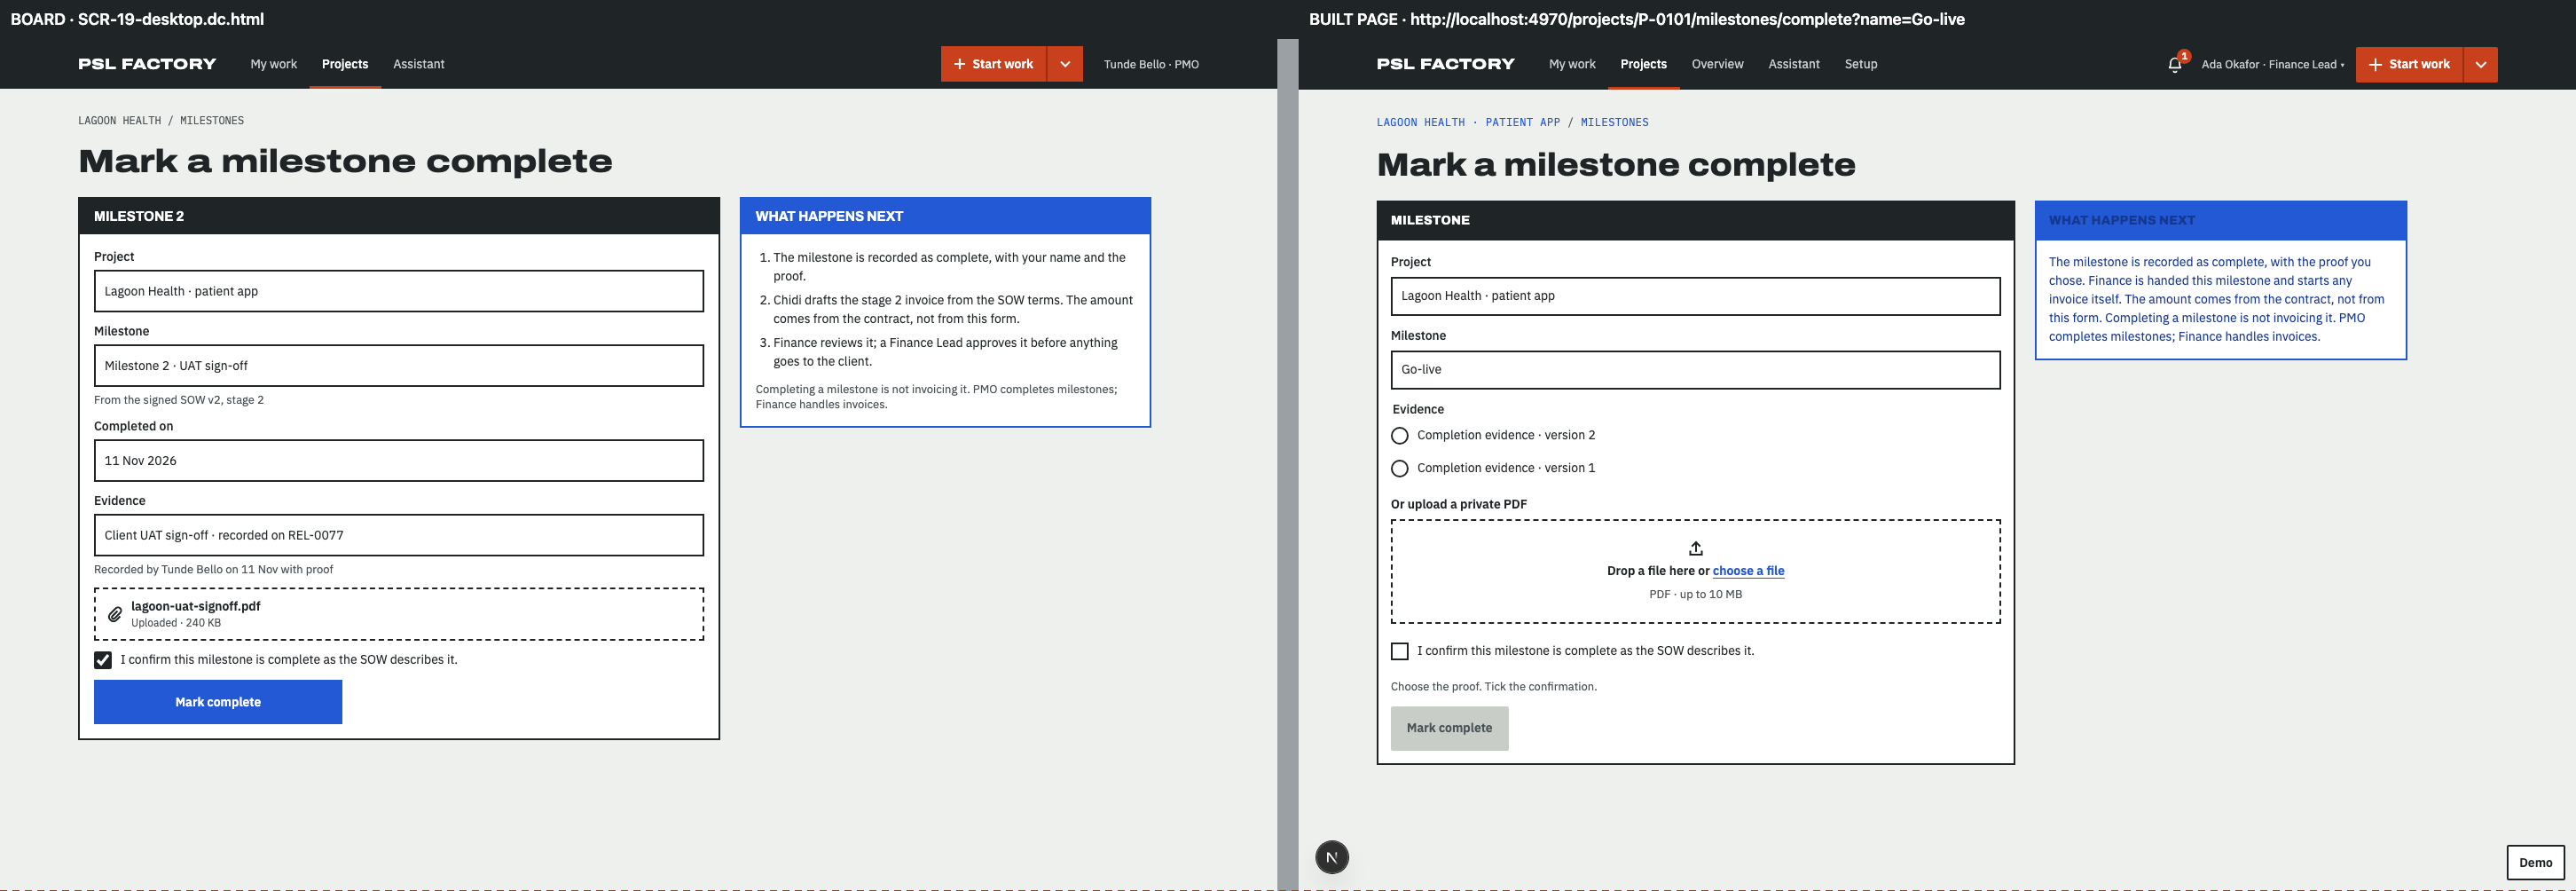 BOARD · SCR-19-desktop.dc.html
PSL FACTORY
My work
Projects
Assistant
+ Start work
Tunde Bello · PMO
LAGOON HEALTH / MILESTONES
Mark a milestone complete
MILESTONE 2
Project
Lagoon Health · patient app
Milestone
Milestone 2 · UAT sign-off
From the signed SOW v2, stage 2
Completed on
11 Nov 2026
Evidence
Client UAT sign-off · recorded on REL-0077
Recorded by Tunde Bello on 11 Nov with proof
lagoon-uat-signoff.pdf
Uploaded · 240 KB
I confirm this milestone is complete as the SOW describes it.
Mark complete
WHAT HAPPENS NEXT
1. The milestone is recorded as complete, with your name and the
proof.
2. Chidi drafts the stage 2 invoice from the SOW terms. The amount
comes from the contract, not from this form.
3. Finance reviews it; a Finance Lead approves it before anything
goes to the client.
Completing a milestone is not invoicing it. PMO completes milestones;
Finance handles invoices.
BUILT PAGE · http://localhost:4970/projects/P-0101/milestones/complete?name=Go-live
PSL FACTORY
My work
Projects
Overview
Assistant
Setup
1
Ada Okafor · Finance Lead
+ Start work
LAGOON HEALTH · PATIENT APP / MILESTONES
Mark a milestone complete
MILESTONE
Project
Lagoon Health · patient app
Milestone
Go-live
Evidence
Completion evidence · version 2
Completion evidence · version 1
Or upload a private PDF
Drop a file here or choose a file
PDF · up to 10 MB
I confirm this milestone is complete as the SOW describes it.
Choose the proof. Tick the confirmation.
Mark complete
WHAT HAPPENS NEXT
The milestone is recorded as complete, with the proof you
chose. Finance is handed this milestone and starts any
invoice itself. The amount comes from the contract, not from
this form. Completing a milestone is not invoicing it. PMO
completes milestones; Finance handles invoices.
N
Demo